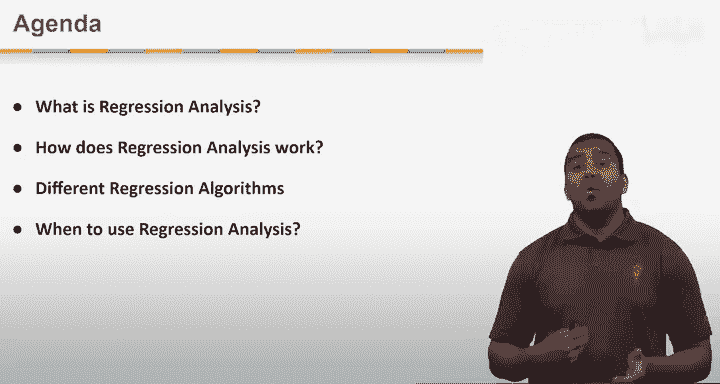 Agenda
● What is Regression Analysis?
● How does Regression Analysis work?
● Different Regression Algorithms
● When to use Regression Analysis?